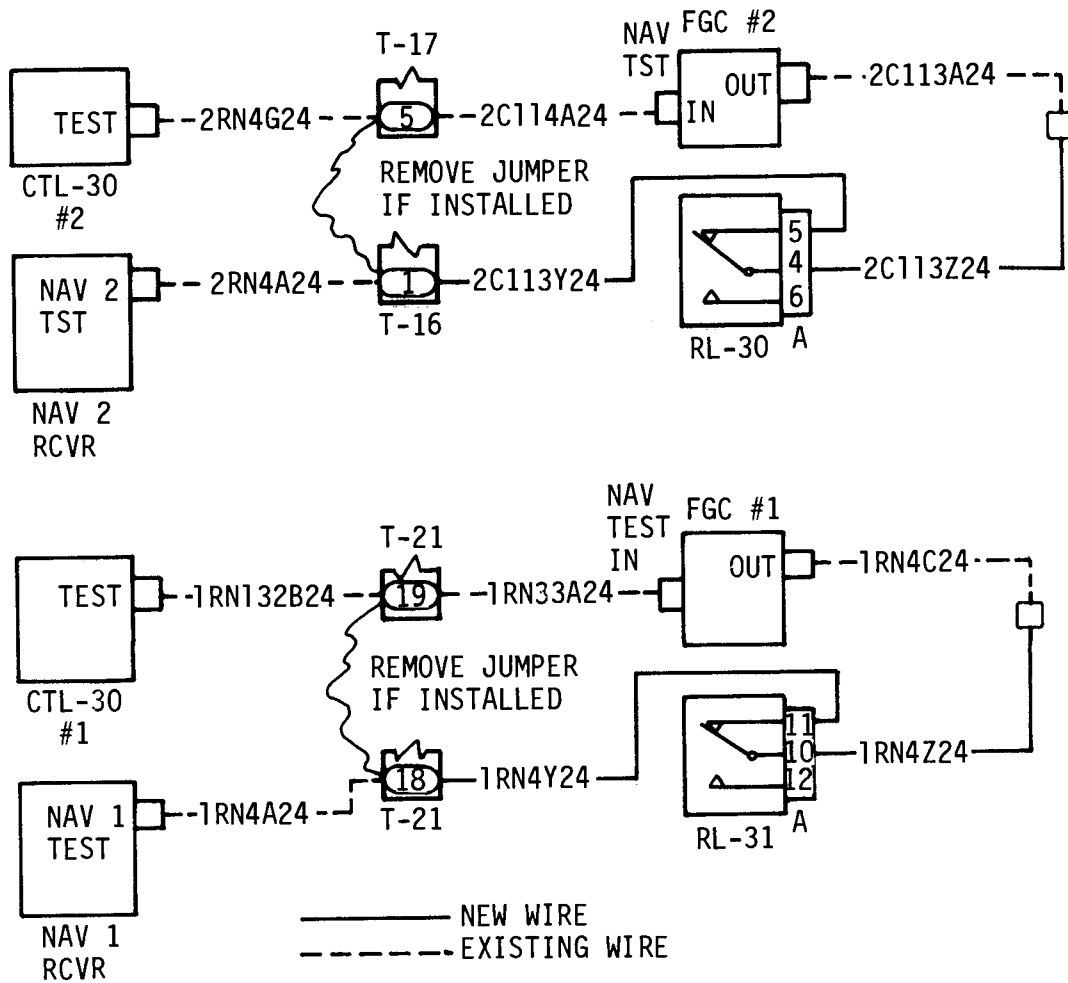 T-17
NAV
TST
FGC #2
TEST
2RN4G24
5
2C114A24
IN
OUT
2C113A24
CTL-30
#2
REMOVE JUMPER
IF INSTALLED
NAV 2
TST
2RN4A24
1
2C113Y24
T-16
5
4
6
2C113Z24
RL-30
A
NAV 2
RCVR
NAV
TEST
IN
FGC #1
T-21
TEST
1RN132B24
19
1RN33A24
OUT
1RN4C24
CTL-30
#1
REMOVE JUMPER
IF INSTALLED
18
1RN4Y24
T-21
11
10
12
1RN4Z24
RL-31
A
NAV 1
TEST
1RN4A24
NAV 1
RCVR
NEW WIRE
EXISTING WIRE